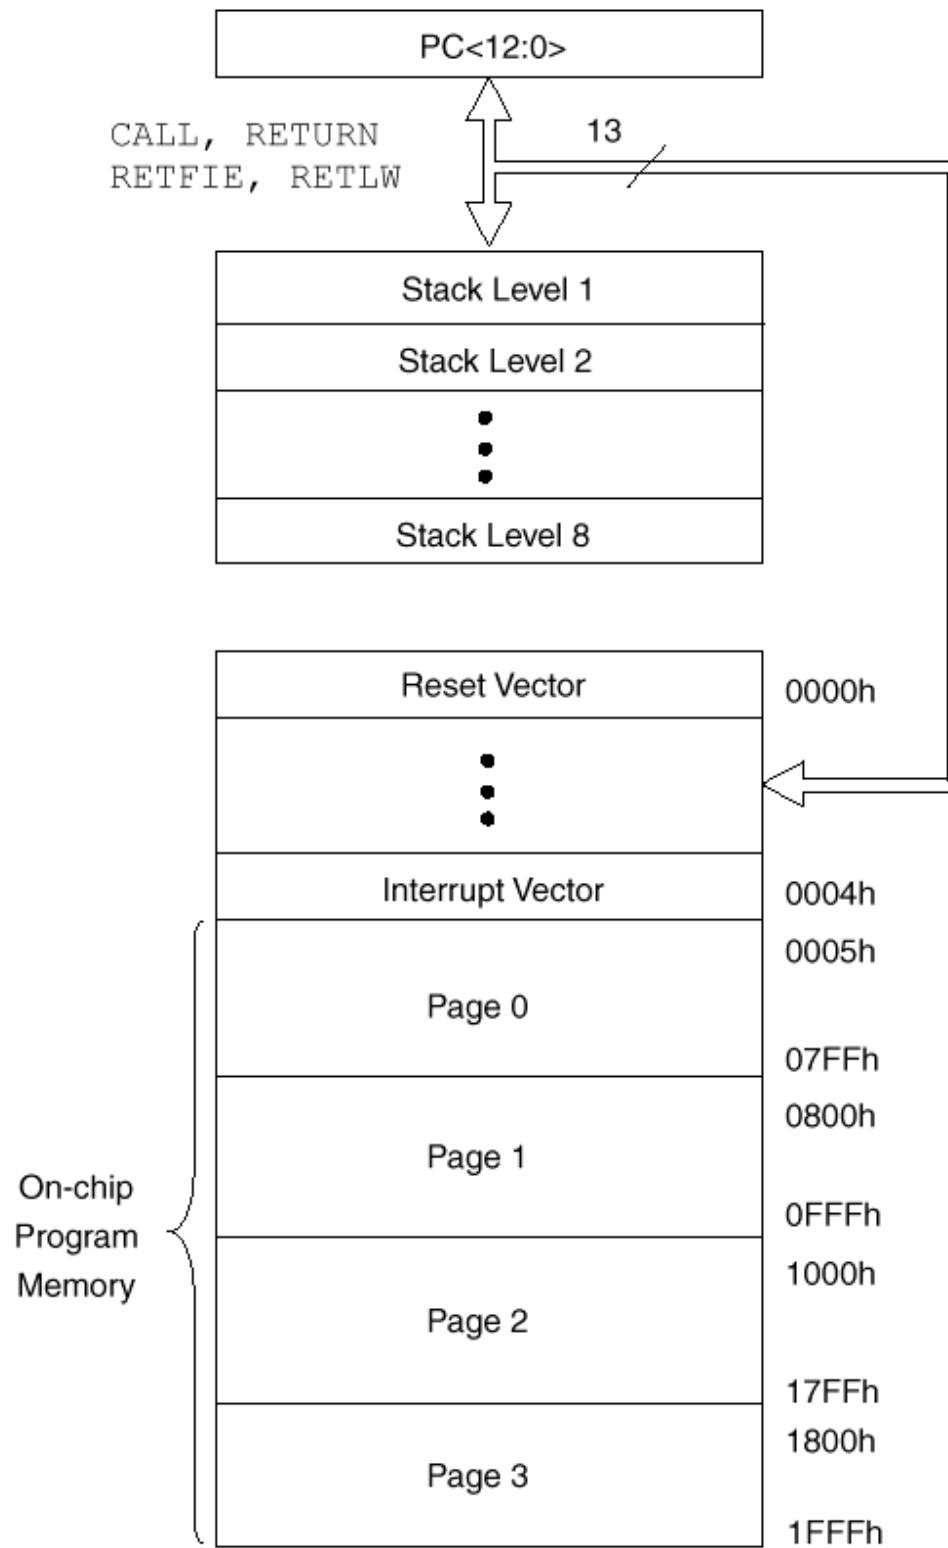 PC<12:0>
CALL, RETURN
RETFIE, RETLW
13
Stack Level 1
Stack Level 2
Stack Level 8
Reset Vector
0000h
Interrupt Vector
0004h
0005h
Page 0
07FFh
0800h
Page 1
0FFFh
On-chip
Program
Memory
1000h
Page 2
17FFh
1800h
Page 3
1FFFh